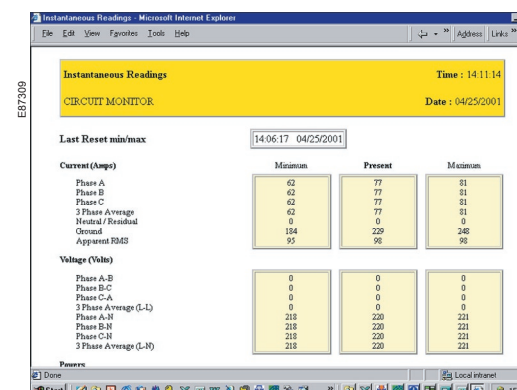 Instantaneous Readings - Microsoft Internet Explorer
File Edit View Favorites Tools Help Address Links
Instantaneous Readings Time : 14:11:14
CIRCUIT MONITOR Date : 04/25/2001
E87309
Last Reset min/max 14:06:17 04/25/2001
Current (Amps) Minimum Present Maximum
Phase A 62 77 81
Phase B 62 77 81
Phase C 62 77 81
3 Phase Average 62 77 81
Neutral / Residual 0 0 0
Ground 184 229 248
Apparent RMS 95 98 98
Voltage (Volts)
Phase A-B 0 0 0
Phase B-C 0 0 0
Phase C-A 0 0 0
3 Phase Average (L-L) 0 0 0
Phase A-N 218 220 221
Phase B-N 218 220 221
Phase C-N 218 220 221
3 Phase Average (L-N) 218 220 221
Powers
Done Local intranet
Start